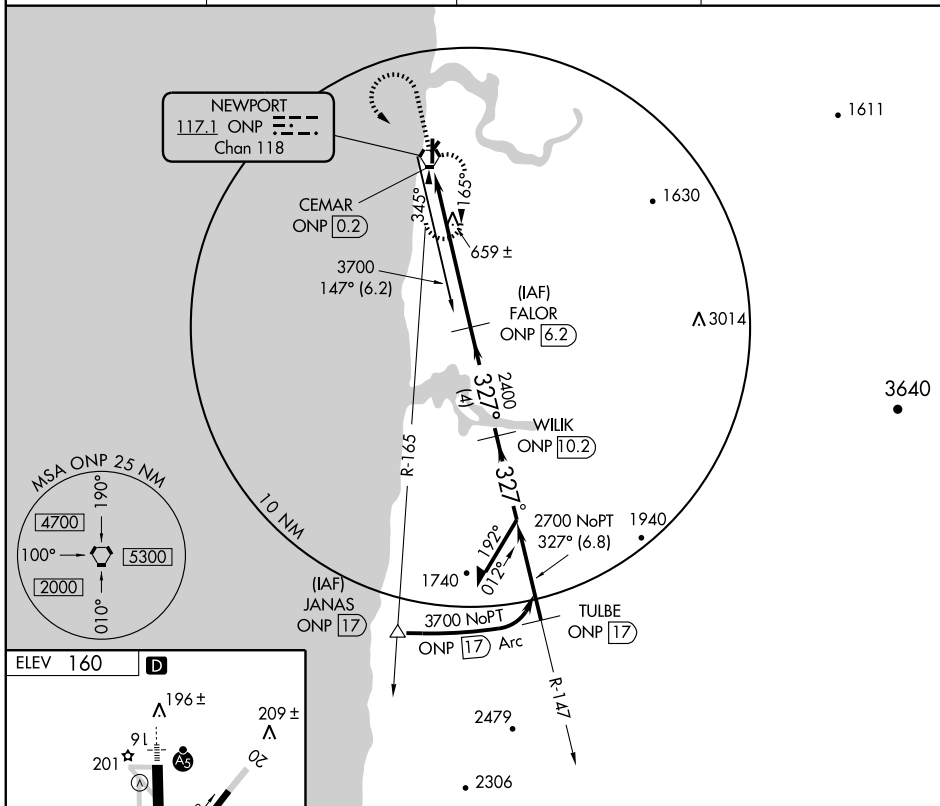 NEWPORT
117.1 ONP
Chan 118
1611
1630
CEMAR
ONP 0.2
345°
165°
659 ±
3700
147° (6.2)
(IAF)
FALOR
ONP 6.2
3014
2400
327°
(4)
3640
WILIK
ONP 10.2
R-165
MSA ONP 25 NM
190°
4700
100°
5300
2000
010°
10 NM
327°
2700 NoPT
327° (6.8)
1940
192°
012°
1740
(IAF)
JANAS
ONP 17
3700 NoPT
ONP 17 Arc
TULBE
ONP 17
R-147
ELEV 160 D
196 ±
209 ±
16
20
201
A5
2479
2306